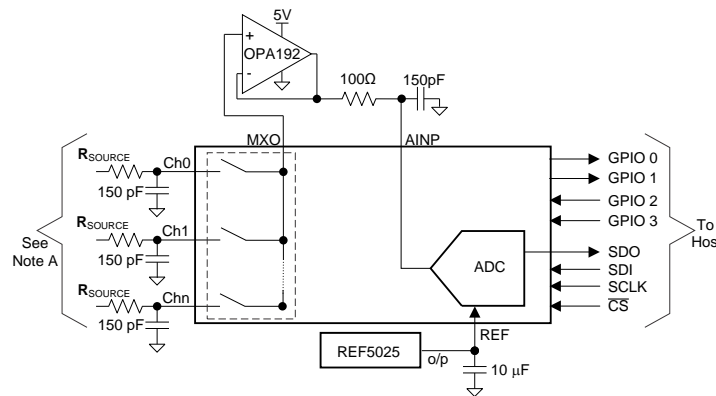 5V
+
OPA192
-
100Ω
150pF
MXO
AINP
RSOURCE
Ch0
150 pF
RSOURCE
Ch1
150 pF
RSOURCE
Chn
150 pF
See
Note A
GPIO 0
GPIO 1
GPIO 2
GPIO 3
SDO
SDI
SCLK
CS
To
Hos
ADC
REF
REF5025
o/p
10 μF